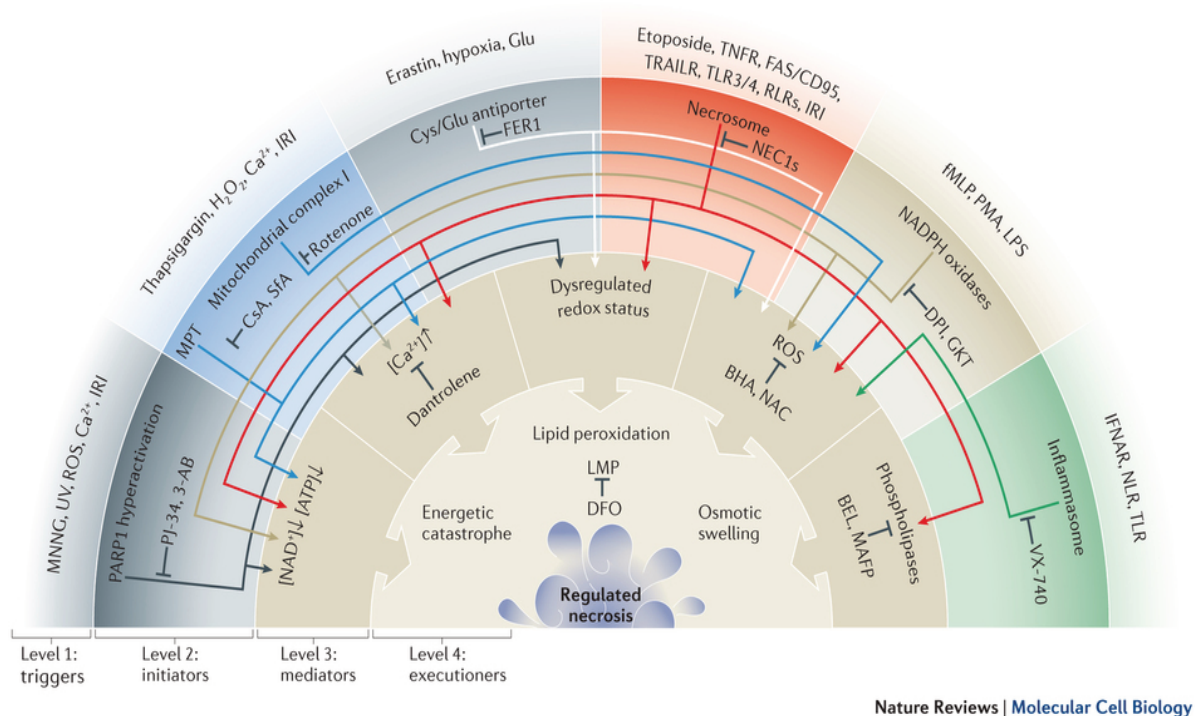 Erastin, hypoxia, Glu
Etoposide, TNFR, FAS/CD95,
TRAILR, TLR3/4, RLRs, IRI
Thapsigargin, H₂O₂, Ca²⁺, IRI
fMLP, PMA, LPS
MNNG, UV, ROS, Ca²⁺, IRI
IFNAR, NLR, TLR
Cys/Glu antiporter
FER1
Necrosome
NEC1s
Mitochondrial complex I
Rotenone
CsA, SfA
MPT
NADPH oxidases
DPI, GKT
PARP1 hyperactivation
PJ-34, 3-AB
Inflammasome
VX-740
Dysregulated
redox status
[Ca²⁺]↑
Dantrolene
ROS
BHA, NAC
[NAD⁺]↓ [ATP]↓
Phospholipases
BEL, MAFP
Lipid peroxidation
LMP
DFO
Energetic
catastrophe
Osmotic
swelling
Regulated
necrosis
Level 1:
triggers
Level 2:
initiators
Level 3:
mediators
Level 4:
executioners
Nature Reviews | Molecular Cell Biology